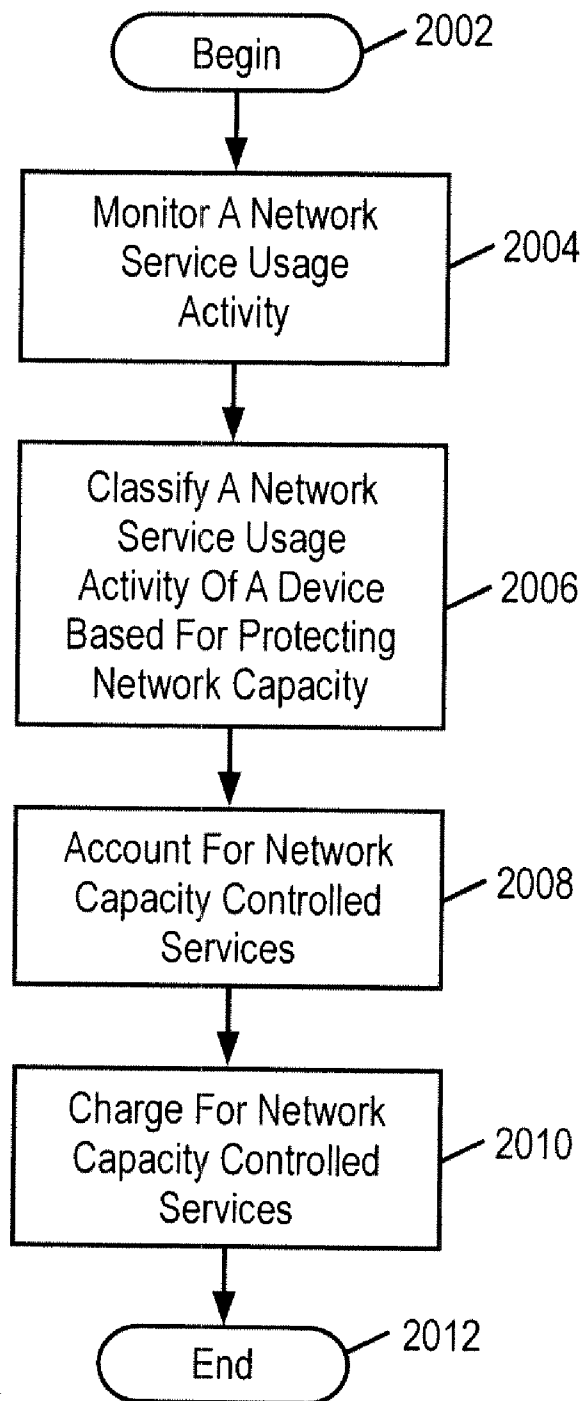 Begin
2002
Monitor A Network
Service Usage
Activity
2004
Classify A Network
Service Usage
Activity Of A Device
Based For Protecting
Network Capacity
2006
Account For Network
Capacity Controlled
Services
2008
Charge For Network
Capacity Controlled
Services
2010
End
2012